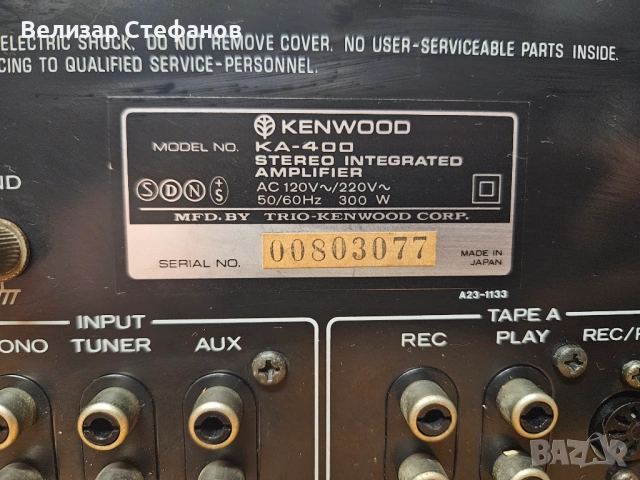 Велизар Стефанов
ELECTRIC SHOCK, DO NOT REMOVE COVER. NO USER-SERVICEABLE PARTS INSIDE.
CING TO QUALIFIED SERVICE-PERSONNEL.
KENWOOD
MODEL NO. KA-400
STEREO INTEGRATED
AMPLIFIER
S D N +S
AC 120V~/220V~
50/60Hz 300 W
MFD. BY TRIO-KENWOOD CORP.
SERIAL NO. 00803077
MADE IN
JAPAN
A23-1133
ND
INPUT
ONO TUNER AUX
TAPE A
REC PLAY REC/P
BAZAR